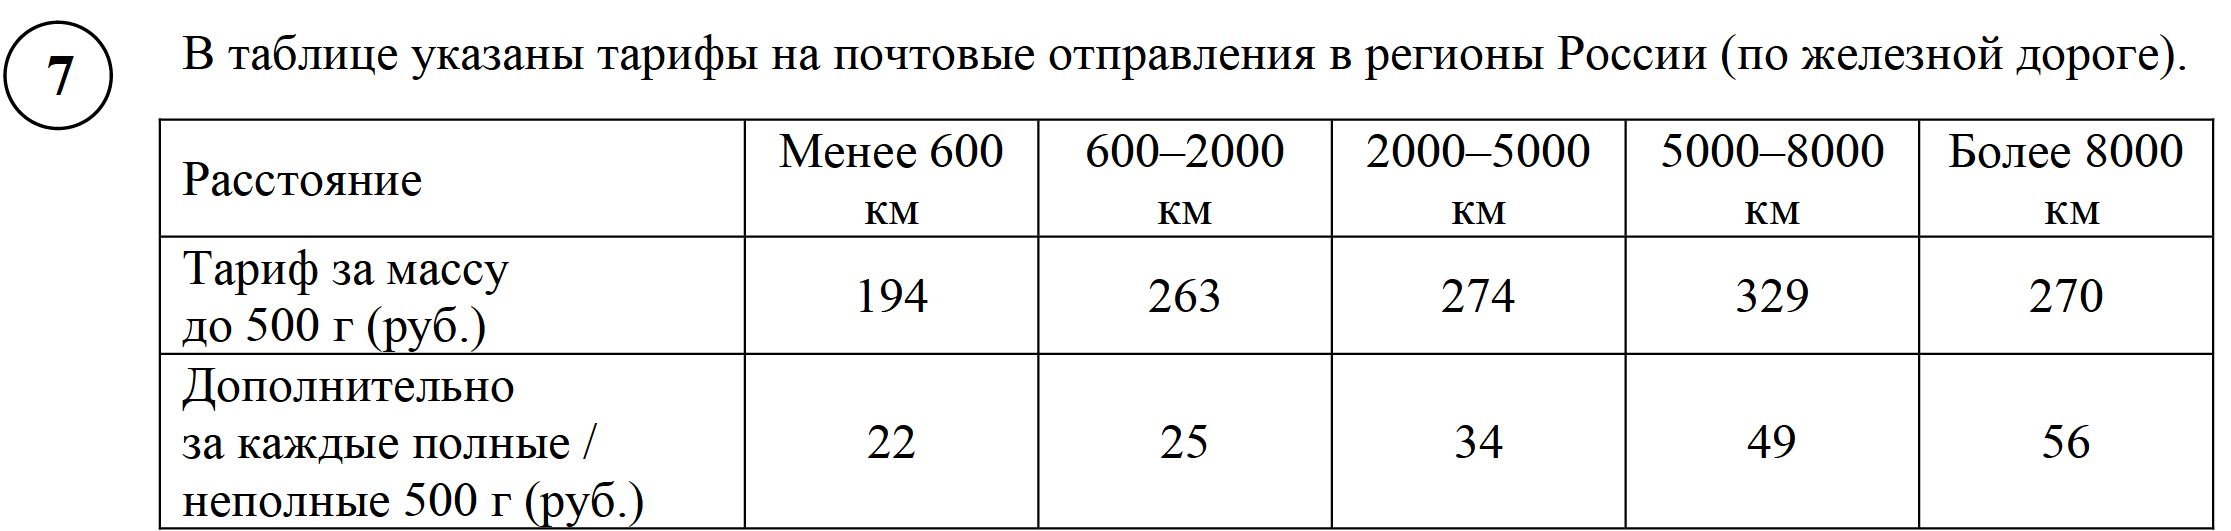 7
В таблице указаны тарифы на почтовые отправления в регионы России (по железной дороге).
Расстояние
Менее 600
км
600–2000
км
2000–5000
км
5000–8000
км
Более 8000
км
Тариф за массу
до 500 г (руб.)
194
263
274
329
270
Дополнительно
за каждые полные /
неполные 500 г (руб.)
22
25
34
49
56